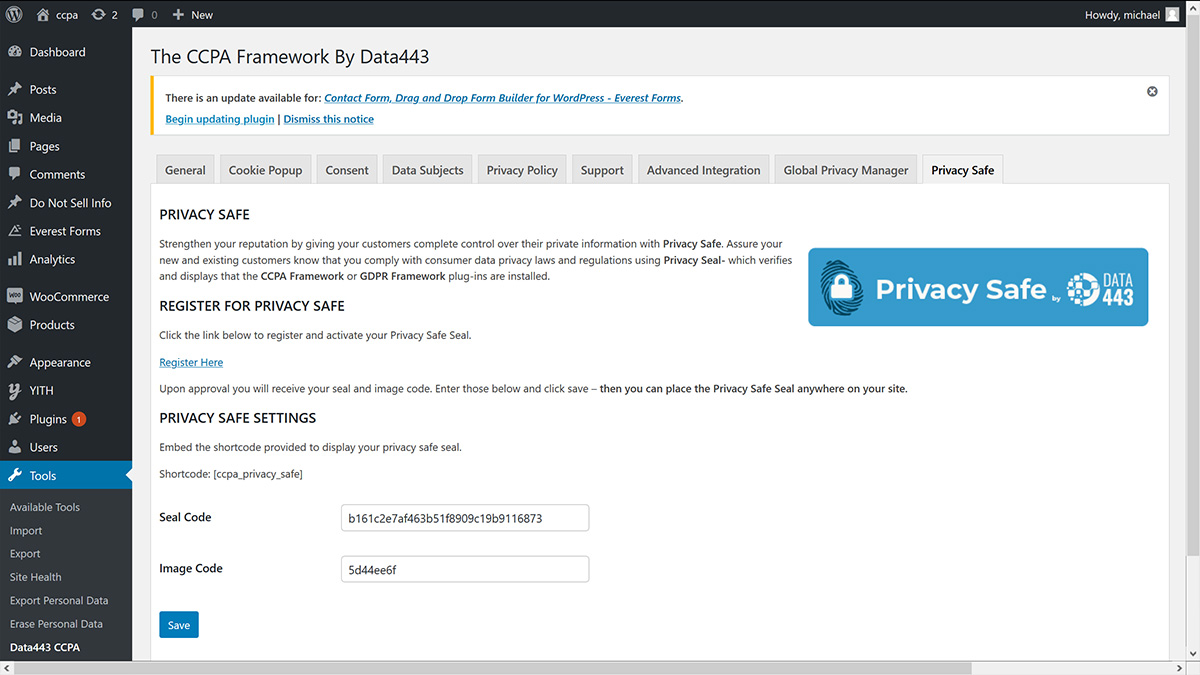 ccpa 2 0 New Howdy, michael
Dashboard
Posts
Media
Pages
Comments
Do Not Sell Info
Everest Forms
Analytics
WooCommerce
Products
Appearance
YITH
Plugins 1
Users
Tools
Available Tools
Import
Export
Site Health
Export Personal Data
Erase Personal Data
Data443 CCPA
The CCPA Framework By Data443
There is an update available for: Contact Form, Drag and Drop Form Builder for WordPress - Everest Forms.
Begin updating plugin | Dismiss this notice
General Cookie Popup Consent Data Subjects Privacy Policy Support Advanced Integration Global Privacy Manager Privacy Safe
PRIVACY SAFE
Strengthen your reputation by giving your customers complete control over their private information with Privacy Safe. Assure your
new and existing customers know that you comply with consumer data privacy laws and regulations using Privacy Seal- which verifies
and displays that the CCPA Framework or GDPR Framework plug-ins are installed.
Privacy Safe by DATA
443
REGISTER FOR PRIVACY SAFE
Click the link below to register and activate your Privacy Safe Seal.
Register Here
Upon approval you will receive your seal and image code. Enter those below and click save – then you can place the Privacy Safe Seal anywhere on your site.
PRIVACY SAFE SETTINGS
Embed the shortcode provided to display your privacy safe seal.
Shortcode: [ccpa_privacy_safe]
Seal Code b161c2e7af463b51f8909c19b9116873
Image Code 5d44ee6f
Save